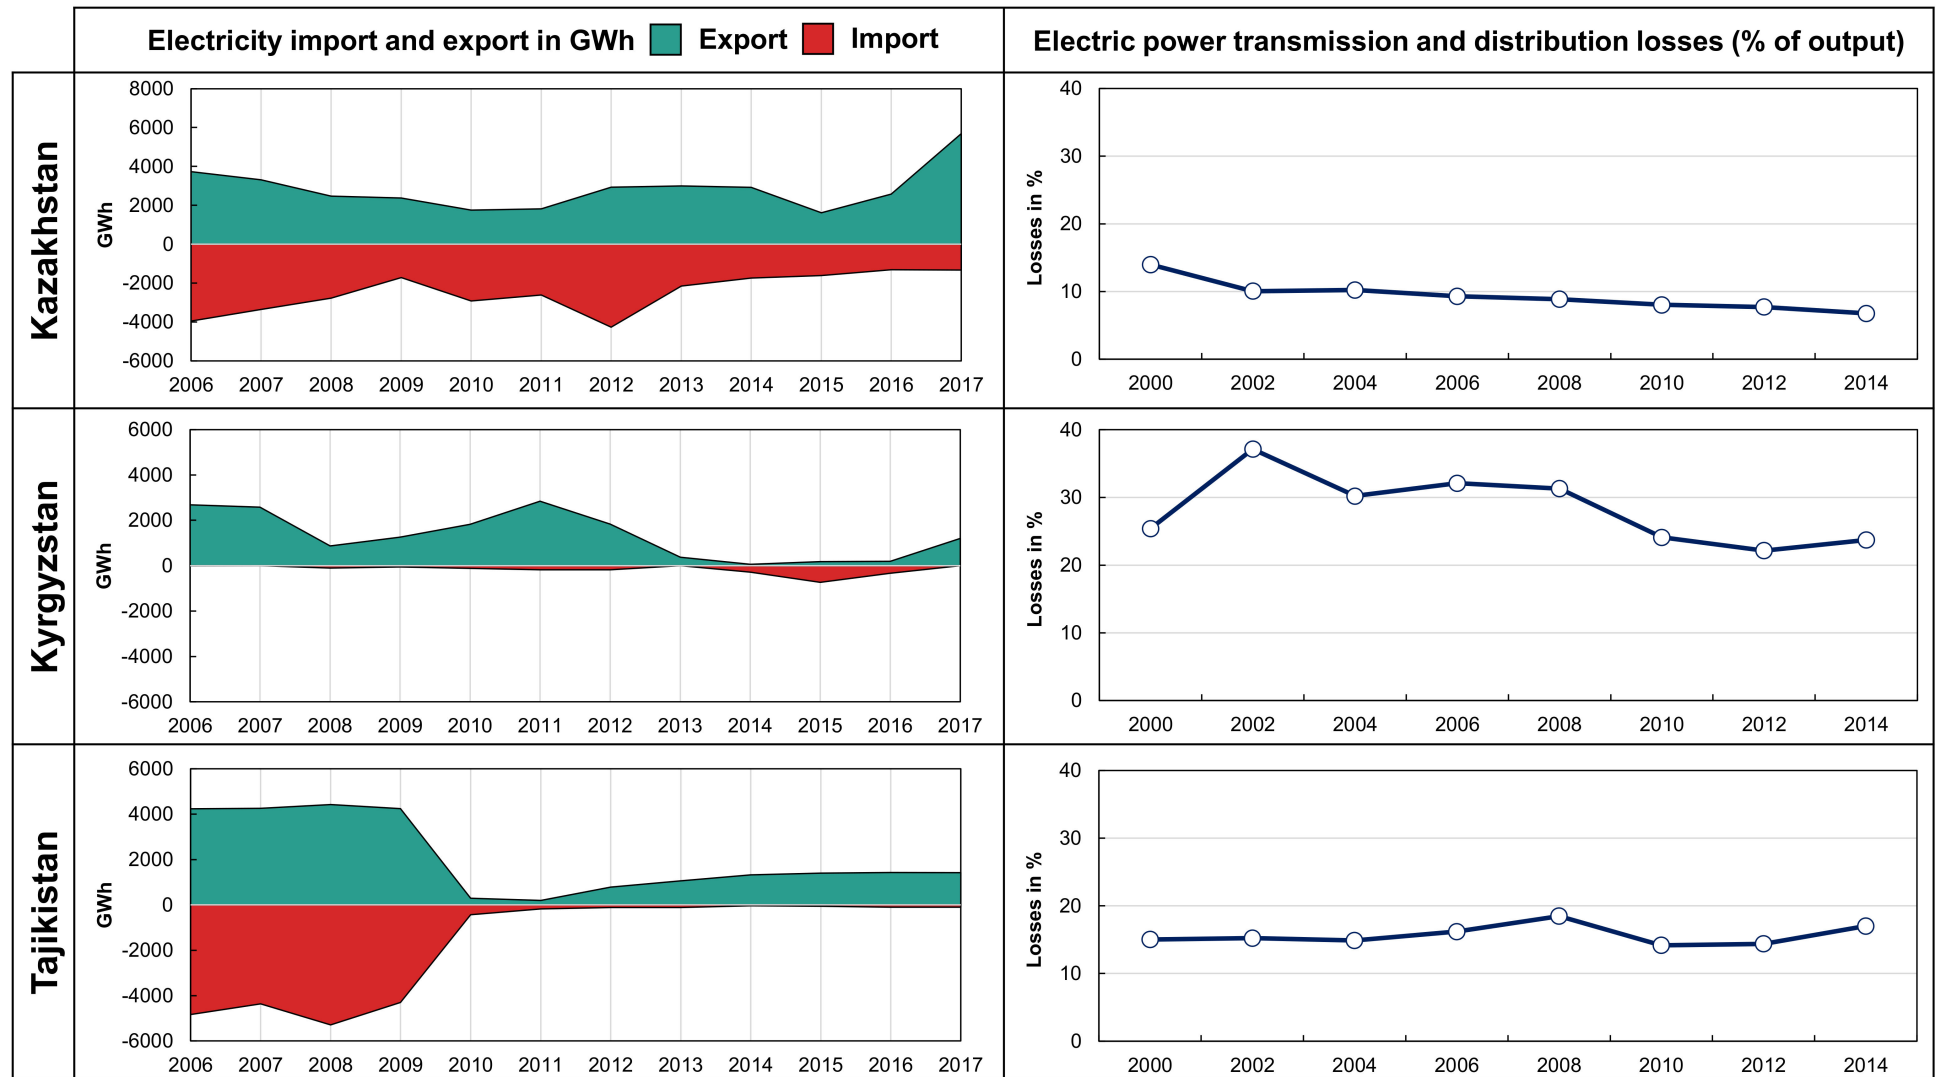 Electricity import and export in GWh Export Import
Electric power transmission and distribution losses (% of output)
Kazakhstan
GWh
8000
6000
4000
2000
0
-2000
-4000
-6000
2006 2007 2008 2009 2010 2011 2012 2013 2014 2015 2016 2017
Losses in %
40
30
20
10
0
2000 2002 2004 2006 2008 2010 2012 2014
Kyrgyzstan
GWh
6000
4000
2000
0
-2000
-4000
-6000
2006 2007 2008 2009 2010 2011 2012 2013 2014 2015 2016 2017
Losses in %
40
30
20
10
0
2000 2002 2004 2006 2008 2010 2012 2014
Tajikistan
GWh
6000
4000
2000
0
-2000
-4000
-6000
2006 2007 2008 2009 2010 2011 2012 2013 2014 2015 2016 2017
Losses in %
40
30
20
10
0
2000 2002 2004 2006 2008 2010 2012 2014